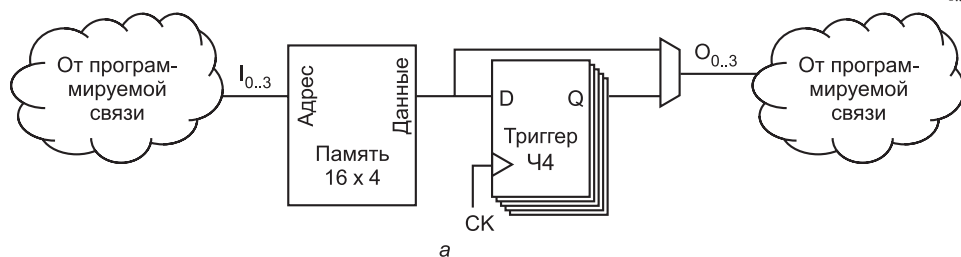 От програм-
мируемой
связи
I0..3
Адрес
Данные
Память
16 x 4
D
Q
Триггер
Ч4
CK
O0..3
От програм-
мируемой
связи
а